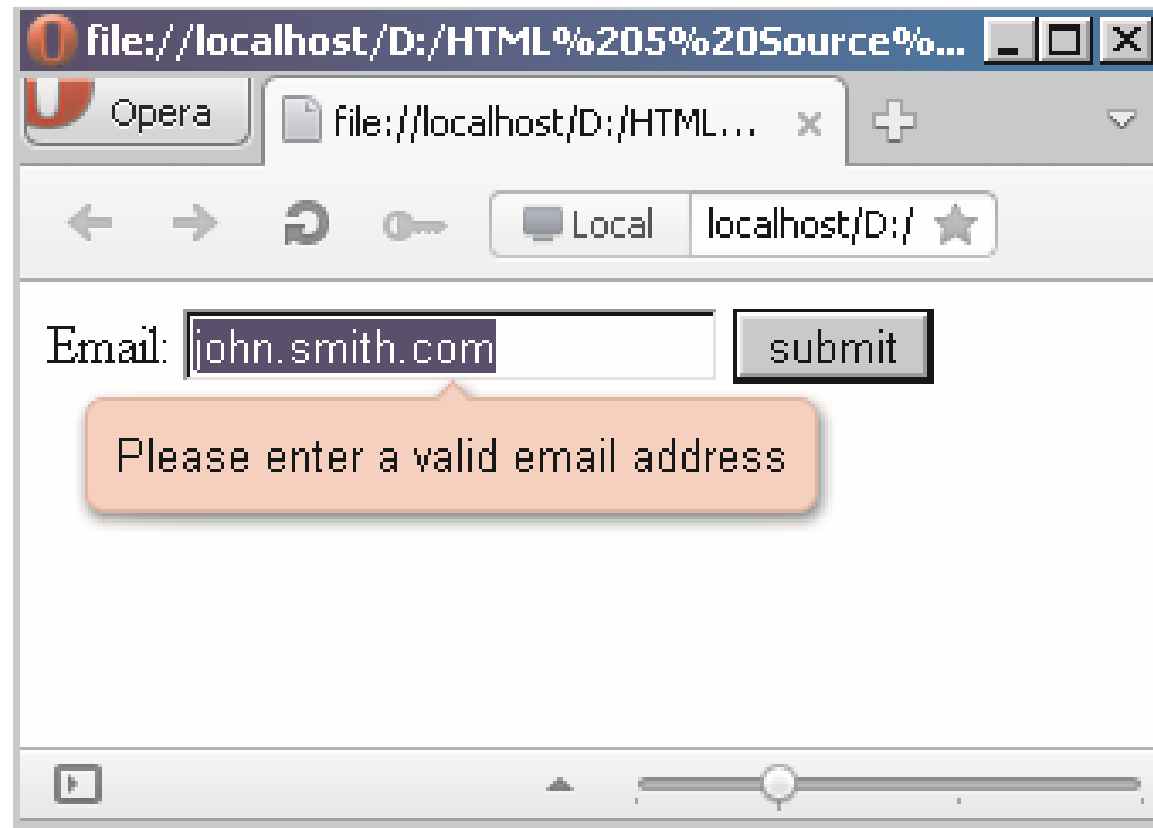 file://localhost/D:/HTML%205%20Source%...
Opera
file://localhost/D:/HTML...
Local
localhost/D:/
Email: john.smith.com submit
Please enter a valid email address